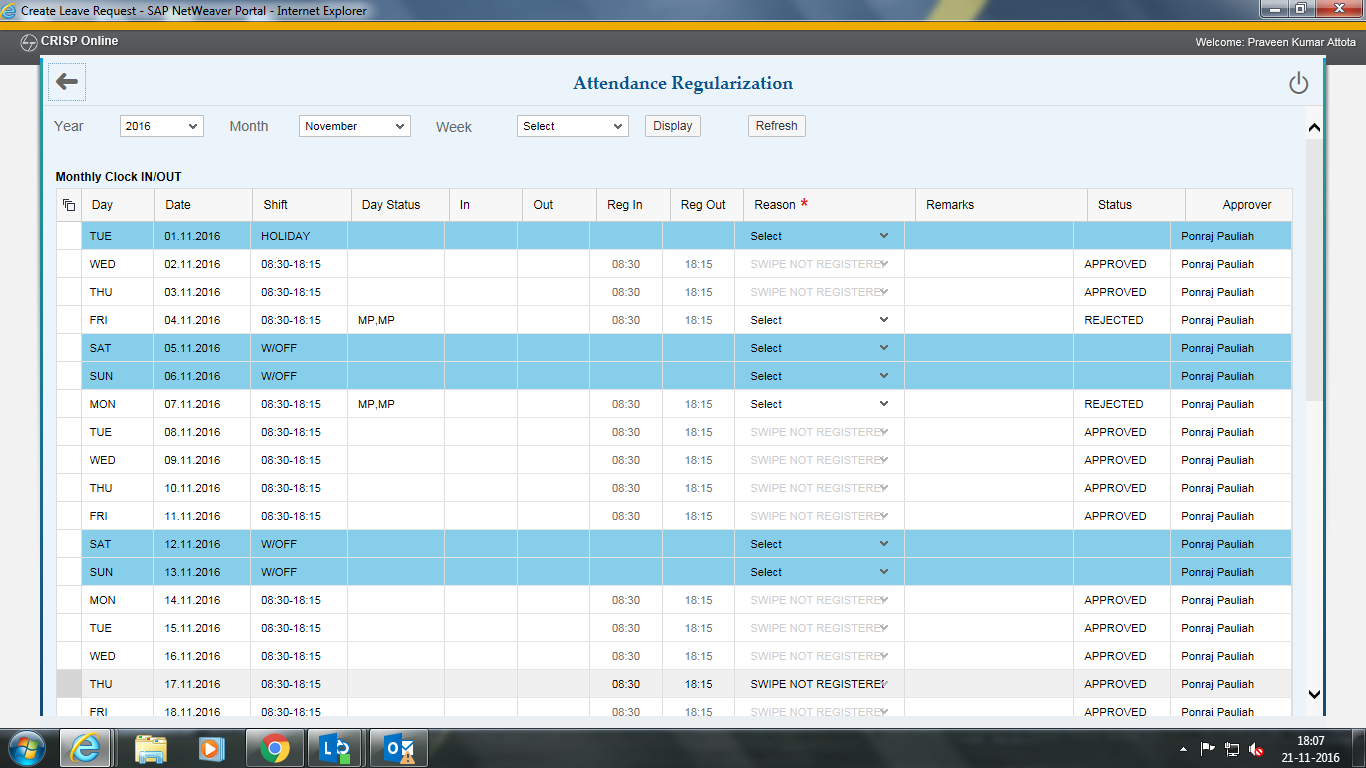 Create Leave Request - SAP NetWeaver Portal - Internet Explorer
CRISP Online
Welcome: Praveen Kumar Attota
Attendance Regularization
Year 2016 Month November Week Select Display Refresh
Monthly Clock IN/OUT
Day Date Shift Day Status In Out Reg In Reg Out Reason * Remarks Status Approver
TUE 01.11.2016 HOLIDAY Select Ponraj Pauliah
WED 02.11.2016 08:30-18:15 08:30 18:15 SWIPE NOT REGISTERED APPROVED Ponraj Pauliah
THU 03.11.2016 08:30-18:15 08:30 18:15 SWIPE NOT REGISTERED APPROVED Ponraj Pauliah
FRI 04.11.2016 08:30-18:15 MP,MP 08:30 18:15 Select REJECTED Ponraj Pauliah
SAT 05.11.2016 W/OFF Select Ponraj Pauliah
SUN 06.11.2016 W/OFF Select Ponraj Pauliah
MON 07.11.2016 08:30-18:15 MP,MP 08:30 18:15 Select REJECTED Ponraj Pauliah
TUE 08.11.2016 08:30-18:15 08:30 18:15 SWIPE NOT REGISTERED APPROVED Ponraj Pauliah
WED 09.11.2016 08:30-18:15 08:30 18:15 SWIPE NOT REGISTERED APPROVED Ponraj Pauliah
THU 10.11.2016 08:30-18:15 08:30 18:15 SWIPE NOT REGISTERED APPROVED Ponraj Pauliah
FRI 11.11.2016 08:30-18:15 08:30 18:15 SWIPE NOT REGISTERED APPROVED Ponraj Pauliah
SAT 12.11.2016 W/OFF Select Ponraj Pauliah
SUN 13.11.2016 W/OFF Select Ponraj Pauliah
MON 14.11.2016 08:30-18:15 08:30 18:15 SWIPE NOT REGISTERED APPROVED Ponraj Pauliah
TUE 15.11.2016 08:30-18:15 08:30 18:15 SWIPE NOT REGISTERED APPROVED Ponraj Pauliah
WED 16.11.2016 08:30-18:15 08:30 18:15 SWIPE NOT REGISTERED APPROVED Ponraj Pauliah
THU 17.11.2016 08:30-18:15 08:30 18:15 SWIPE NOT REGISTERED APPROVED Ponraj Pauliah
FRI 18.11.2016 08:30-18:15 08:30 18:15 SWIPE NOT REGISTERED APPROVED Ponraj Pauliah
18:07
21-11-2016